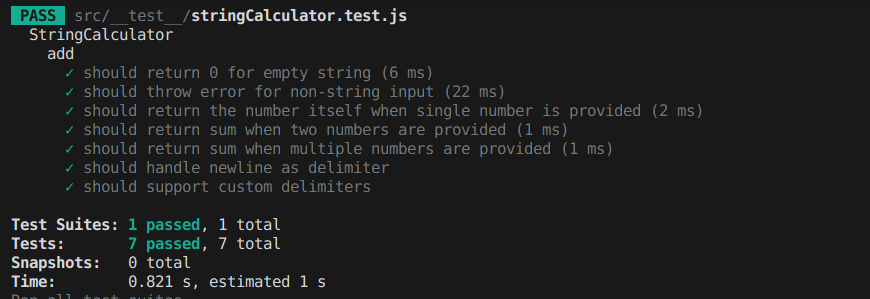 PASS src/__test__/stringCalculator.test.js
StringCalculator
add
✓ should return 0 for empty string (6 ms)
✓ should throw error for non-string input (22 ms)
✓ should return the number itself when single number is provided (2 ms)
✓ should return sum when two numbers are provided (1 ms)
✓ should return sum when multiple numbers are provided (1 ms)
✓ should handle newline as delimiter
✓ should support custom delimiters
Test Suites: 1 passed, 1 total
Tests: 7 passed, 7 total
Snapshots: 0 total
Time: 0.821 s, estimated 1 s
Ran all test suites